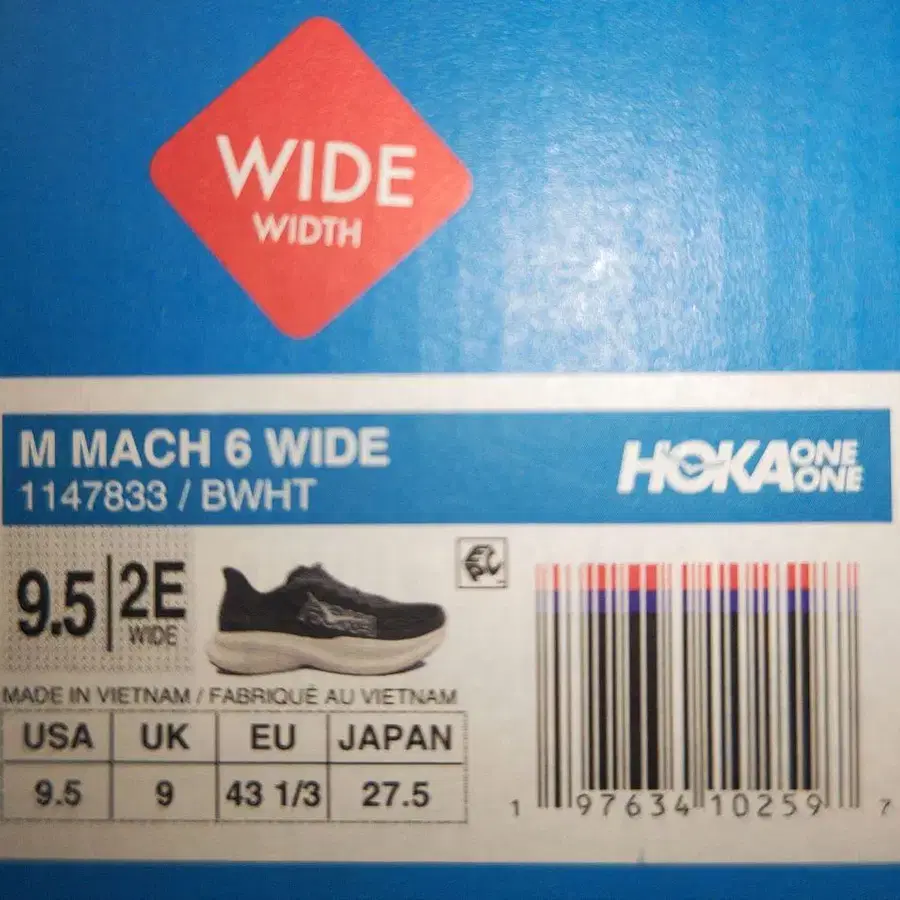 WIDE
WIDTH
M MACH 6 WIDE
1147833 / BWHT
HOKA ONE ONE
9.5 | 2E WIDE
MADE IN VIETNAM / FABRIQUÉ AU VIETNAM
USA UK EU JAPAN
9.5 9 43 1/3 27.5
1 97634 10259 7